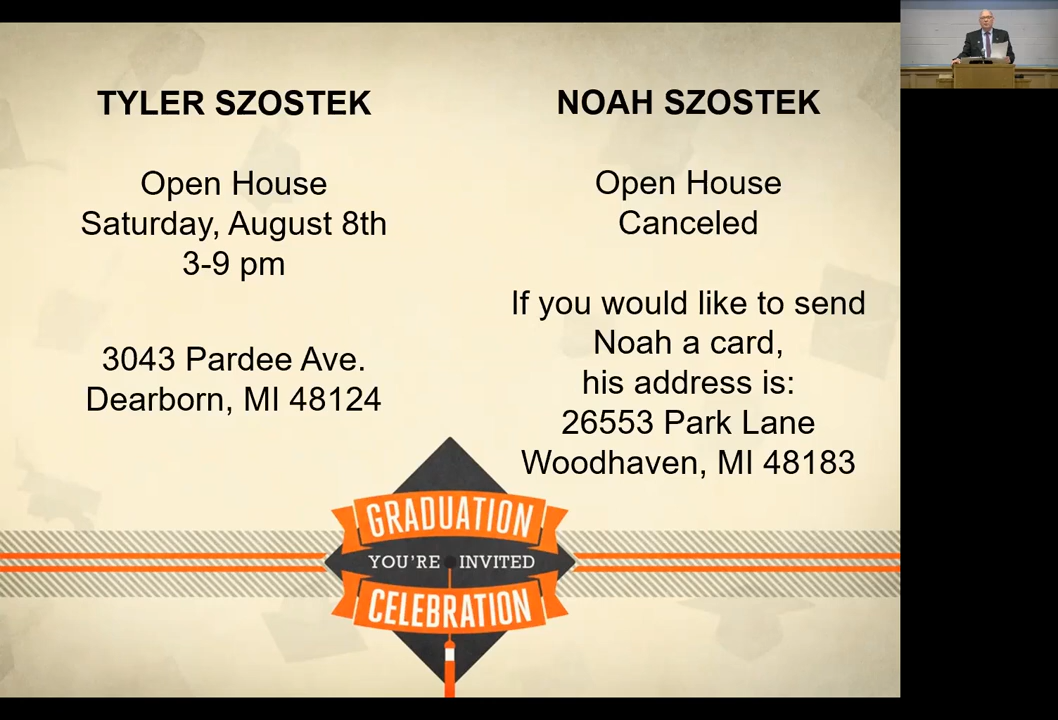 TYLER SZOSTEK
Open House
Saturday, August 8th
3-9 pm
3043 Pardee Ave.
Dearborn, MI 48124
NOAH SZOSTEK
Open House
Canceled
If you would like to send
Noah a card,
his address is:
26553 Park Lane
Woodhaven, MI 48183
GRADUATION
YOU'RE INVITED
CELEBRATION